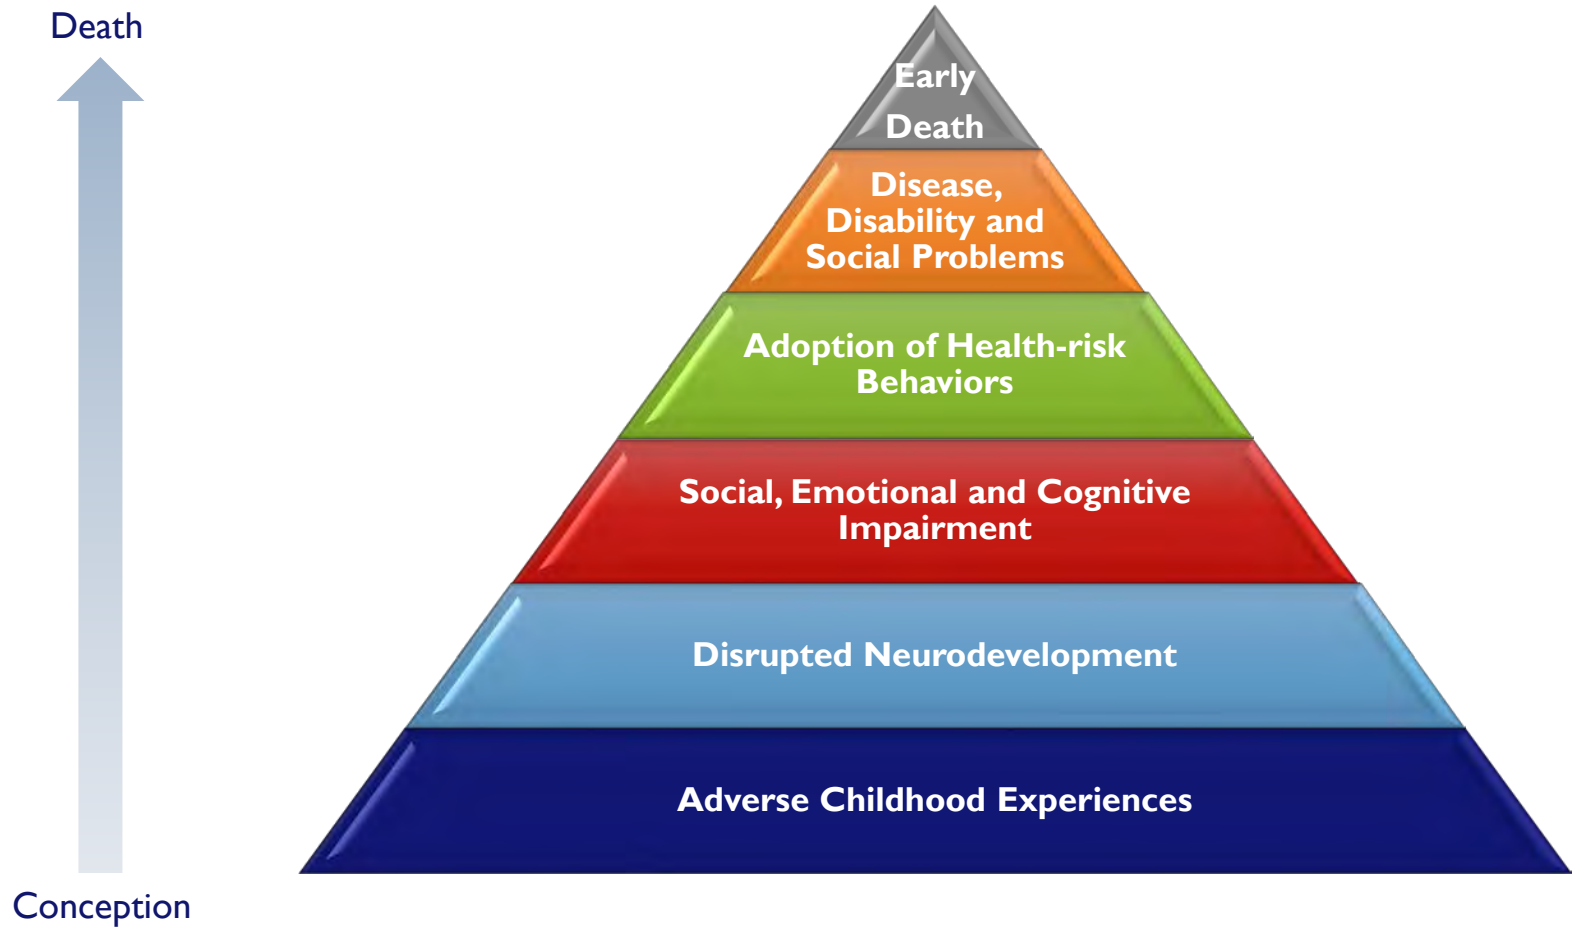 Death
Early
Death
Disease,
Disability and
Social Problems
Adoption of Health-risk
Behaviors
Social, Emotional and Cognitive
Impairment
Disrupted Neurodevelopment
Adverse Childhood Experiences
Conception